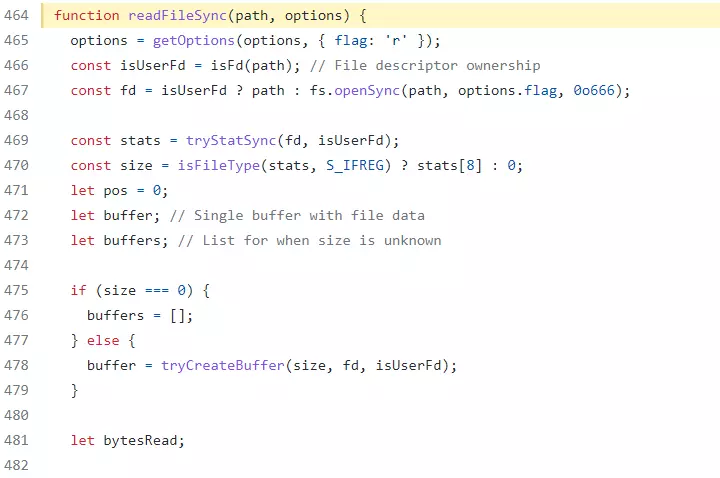 464 function readFileSync(path, options) {
465 options = getOptions(options, { flag: 'r' });
466 const isUserFd = isFd(path); // File descriptor ownership
467 const fd = isUserFd ? path : fs.openSync(path, options.flag, 0o666);
468
469 const stats = tryStatSync(fd, isUserFd);
470 const size = isFileType(stats, S_IFREG) ? stats[8] : 0;
471 let pos = 0;
472 let buffer; // Single buffer with file data
473 let buffers; // List for when size is unknown
474
475 if (size === 0) {
476 buffers = [];
477 } else {
478 buffer = tryCreateBuffer(size, fd, isUserFd);
479 }
480
481 let bytesRead;
482